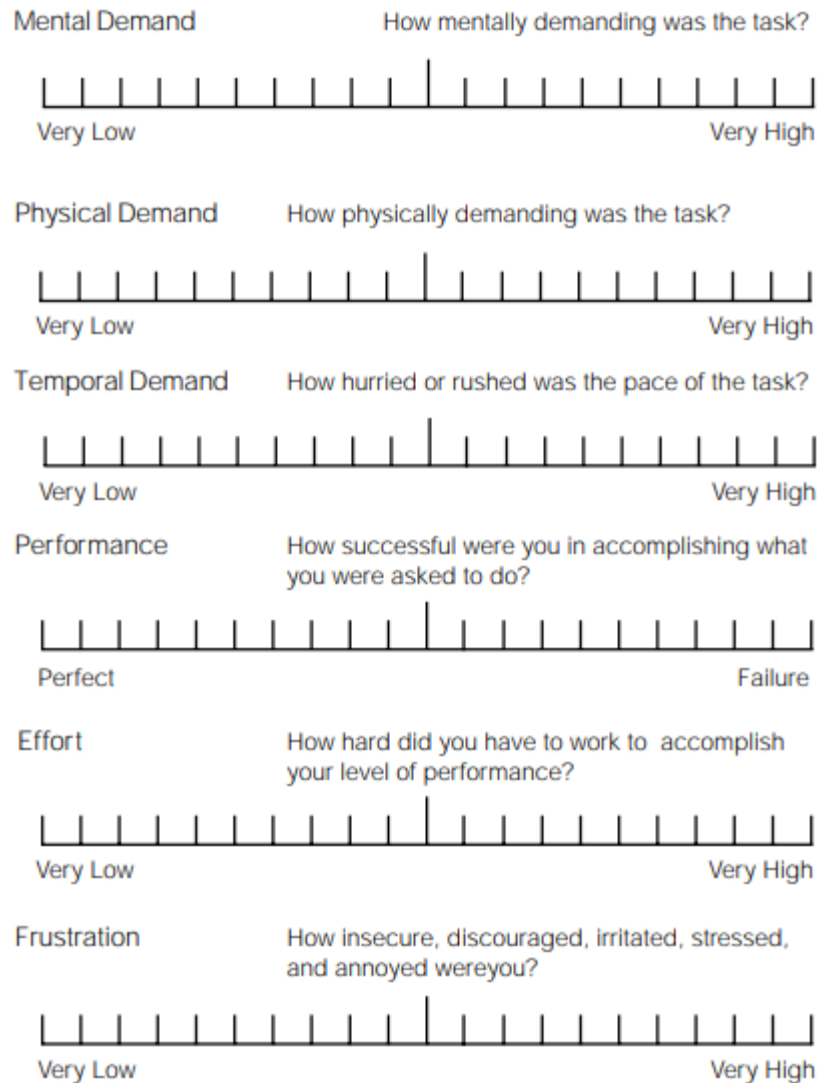 Mental Demand How mentally demanding was the task?
Very Low Very High
Physical Demand How physically demanding was the task?
Very Low Very High
Temporal Demand How hurried or rushed was the pace of the task?
Very Low Very High
Performance How successful were you in accomplishing what
you were asked to do?
Perfect Failure
Effort How hard did you have to work to accomplish
your level of performance?
Very Low Very High
Frustration How insecure, discouraged, irritated, stressed,
and annoyed wereyou?
Very Low Very High